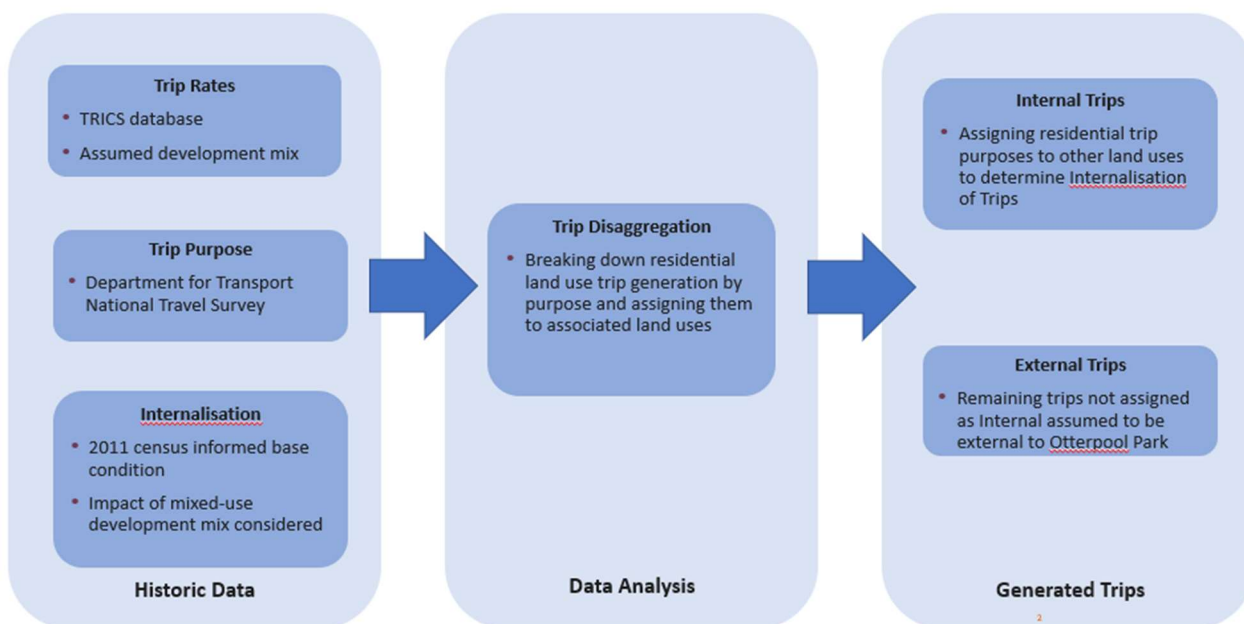 Trip Rates
• TRICS database
• Assumed development mix
Trip Purpose
• Department for Transport
National Travel Survey
Internalisation
• 2011 census informed base
condition
• Impact of mixed-use
development mix considered
Historic Data
Trip Disaggregation
• Breaking down residential
land use trip generation by
purpose and assigning them
to associated land uses
Data Analysis
Internal Trips
• Assigning residential trip
purposes to other land uses
to determine Internalisation
of Trips
External Trips
• Remaining trips not assigned
as Internal assumed to be
external to Otterpool Park
Generated Trips
2